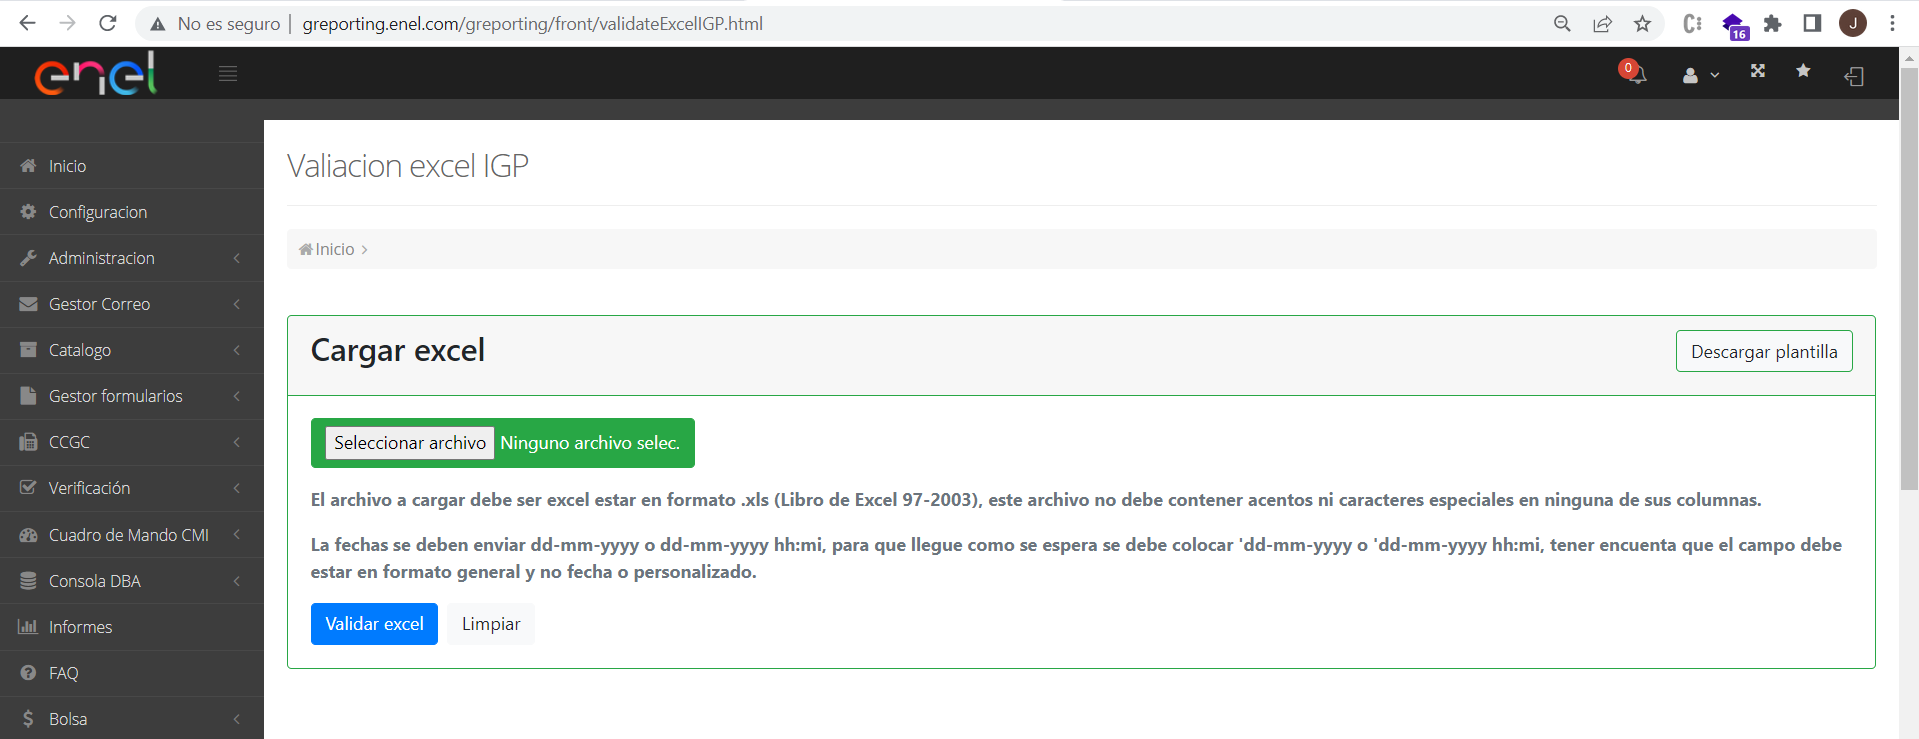 No es seguro | greporting.enel.com/greporting/front/validateExcelIGP.html
16
J
enel
0
Inicio
Configuracion
Administracion
Gestor Correo
Catalogo
Gestor formularios
CCGC
Verificación
Cuadro de Mando CMI
Consola DBA
Informes
FAQ
Bolsa
Valiacion excel IGP
Inicio >
Cargar excel
Descargar plantilla
Seleccionar archivo Ninguno archivo selec.
El archivo a cargar debe ser excel estar en formato .xls (Libro de Excel 97-2003), este archivo no debe contener acentos ni caracteres especiales en ninguna de sus columnas.
La fechas se deben enviar dd-mm-yyyy o dd-mm-yyyy hh:mi, para que llegue como se espera se debe colocar 'dd-mm-yyyy o 'dd-mm-yyyy hh:mi, tener encuenta que el campo debe
estar en formato general y no fecha o personalizado.
Validar excel Limpiar